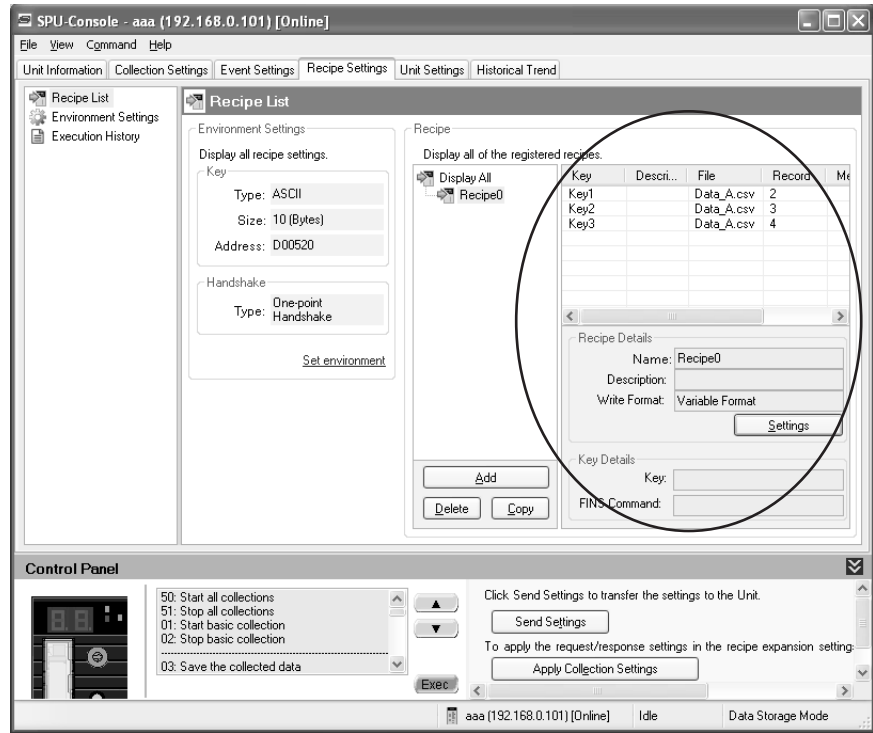 SPU-Console - aaa (192.168.0.101) [Online]
File View Command Help
Unit Information Collection Settings Event Settings Recipe Settings Unit Settings Historical Trend
Recipe List
Environment Settings
Execution History
Recipe List
Environment Settings
Display all recipe settings.
Key
Type: ASCII
Size: 10 (Bytes)
Address: D00520
Handshake
Type: One-point
Handshake
Set environment
Recipe
Display all of the registered recipes.
Display All
Recipe0
Add
Delete Copy
Key Descri... File Record Me
Key1 Data_A.csv 2
Key2 Data_A.csv 3
Key3 Data_A.csv 4
Recipe Details
Name: Recipe0
Description:
Write Format: Variable Format
Settings
Key Details
Key:
FINS Command:
Control Panel
8.8.
50: Start all collections
51: Stop all collections
01: Start basic collection
02: Stop basic collection
03: Save the collected data
Exec
Click Send Settings to transfer the settings to the Unit.
Send Settings
To apply the request/response settings in the recipe expansion setting
Apply Collection Settings
aaa (192.168.0.101) [Online] Idle Data Storage Mode